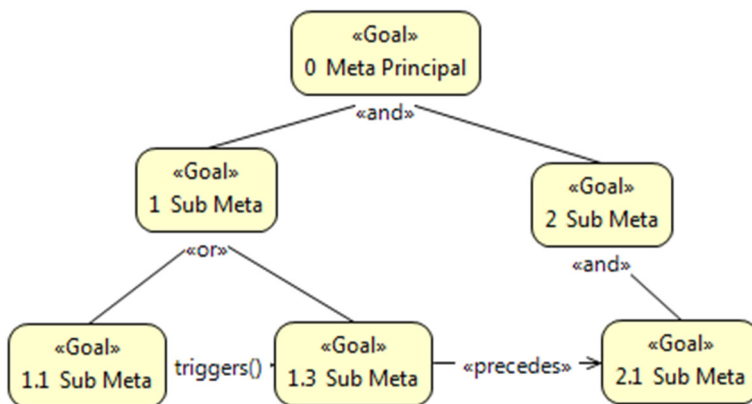 «Goal»
0 Meta Principal
«and»
«Goal»
1 Sub Meta
«Goal»
2 Sub Meta
«or»
«and»
«Goal»
1.1 Sub Meta
triggers()
«Goal»
1.3 Sub Meta
«precedes»
«Goal»
2.1 Sub Meta